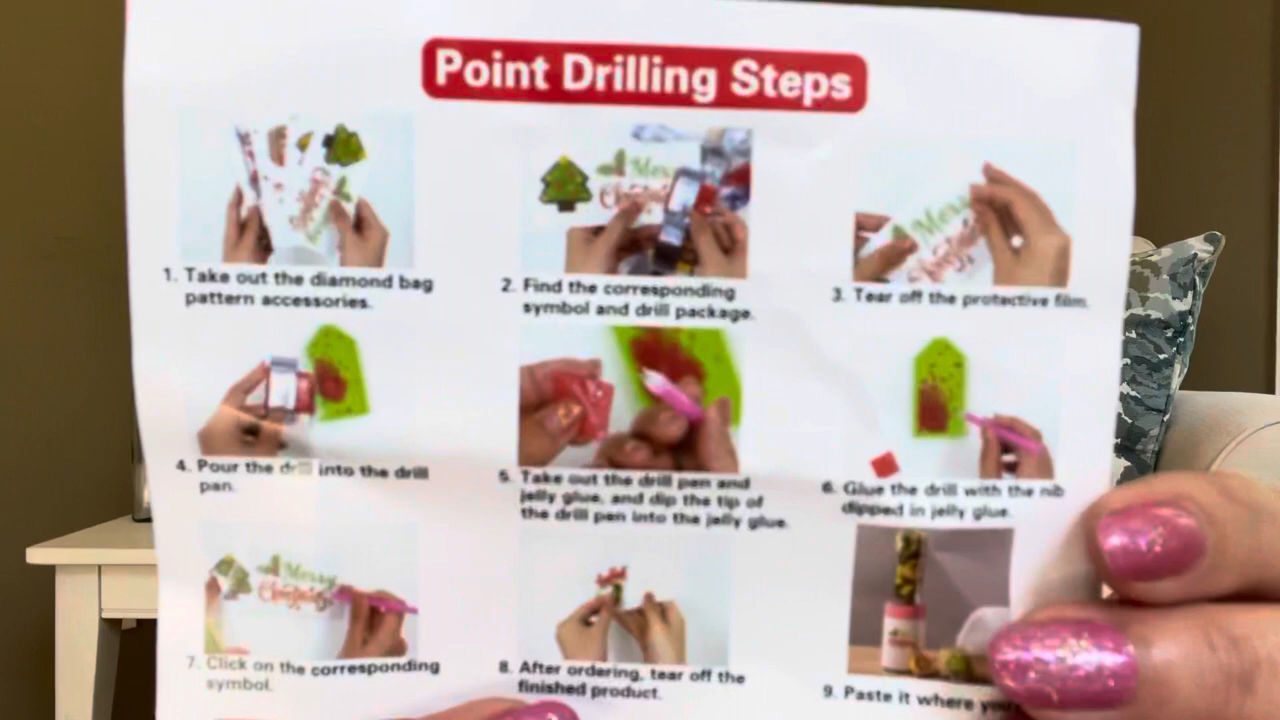 Point Drilling Steps
1. Take out the diamond bag
pattern accessories.
2. Find the corresponding
symbol and drill package.
3. Tear off the protective film.
4. Pour the drill into the drill
pan.
5. Take out the drill pen and
jelly glue, and dip the tip of
the drill pen into the jelly glue.
6. Glue the drill with the nib
dipped in jelly glue.
Merry
Christmas
7. Click on the corresponding
symbol.
8. After ordering, tear off the
finished product.
9. Paste it where you